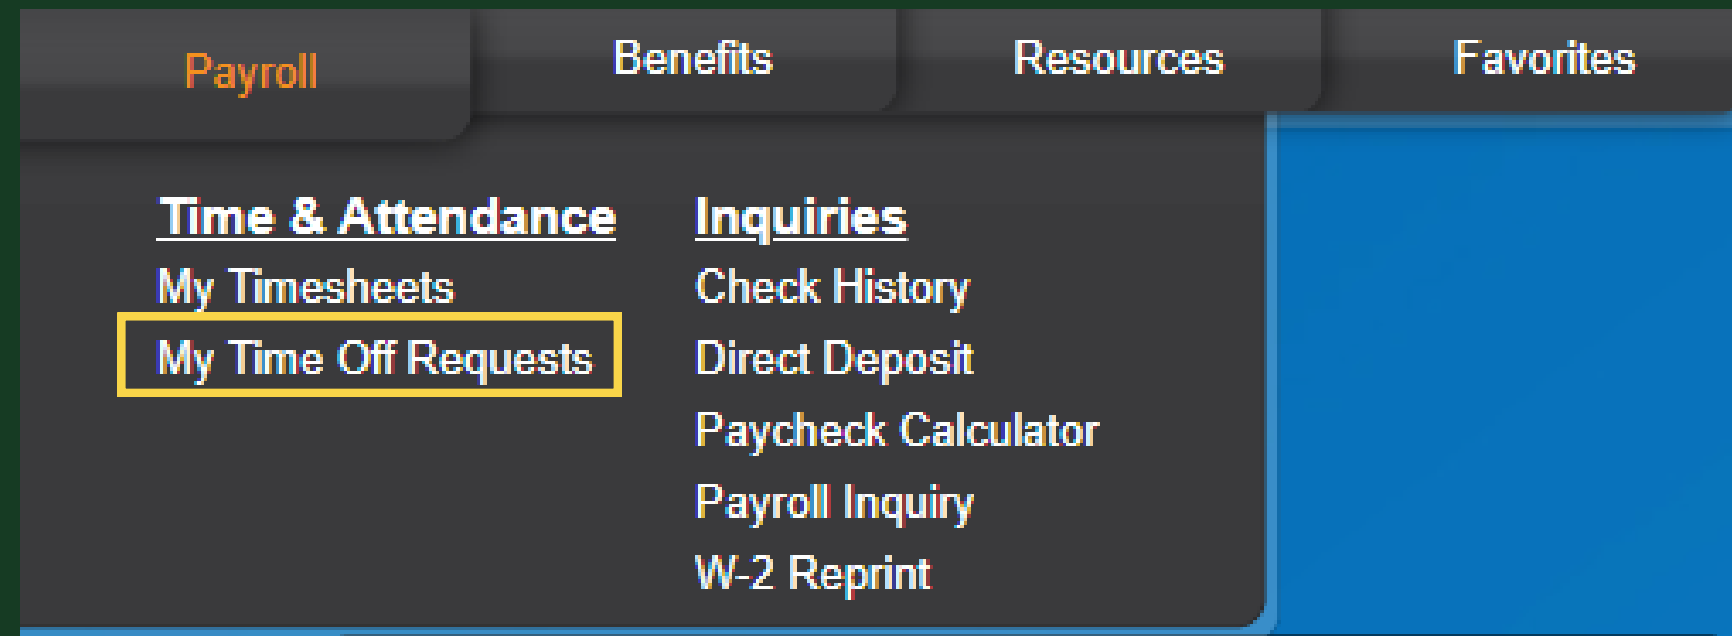 Payroll
Benefits
Resources
Favorites
Time & Attendance
My Timesheets
My Time Off Requests
Inquiries
Check History
Direct Deposit
Paycheck Calculator
Payroll Inquiry
W-2 Reprint